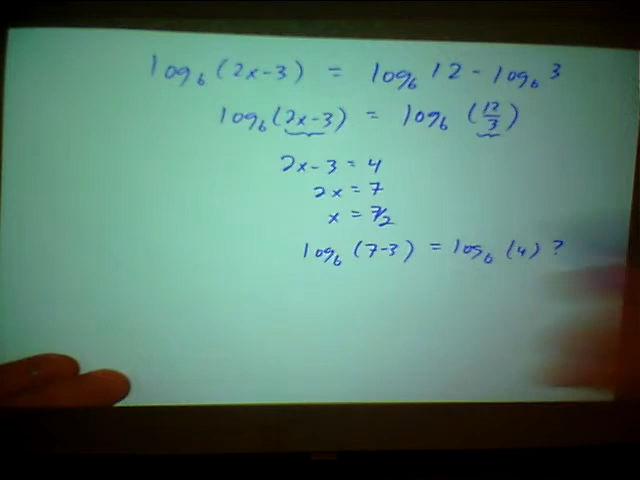 log₆(2x-3) = log₆ 12 - log₆ 3
log₆(2x-3) = log₆(12/3)
2x-3 = 4
2x = 7
x = 7/2
log₆(7-3) = log₆(4) ?